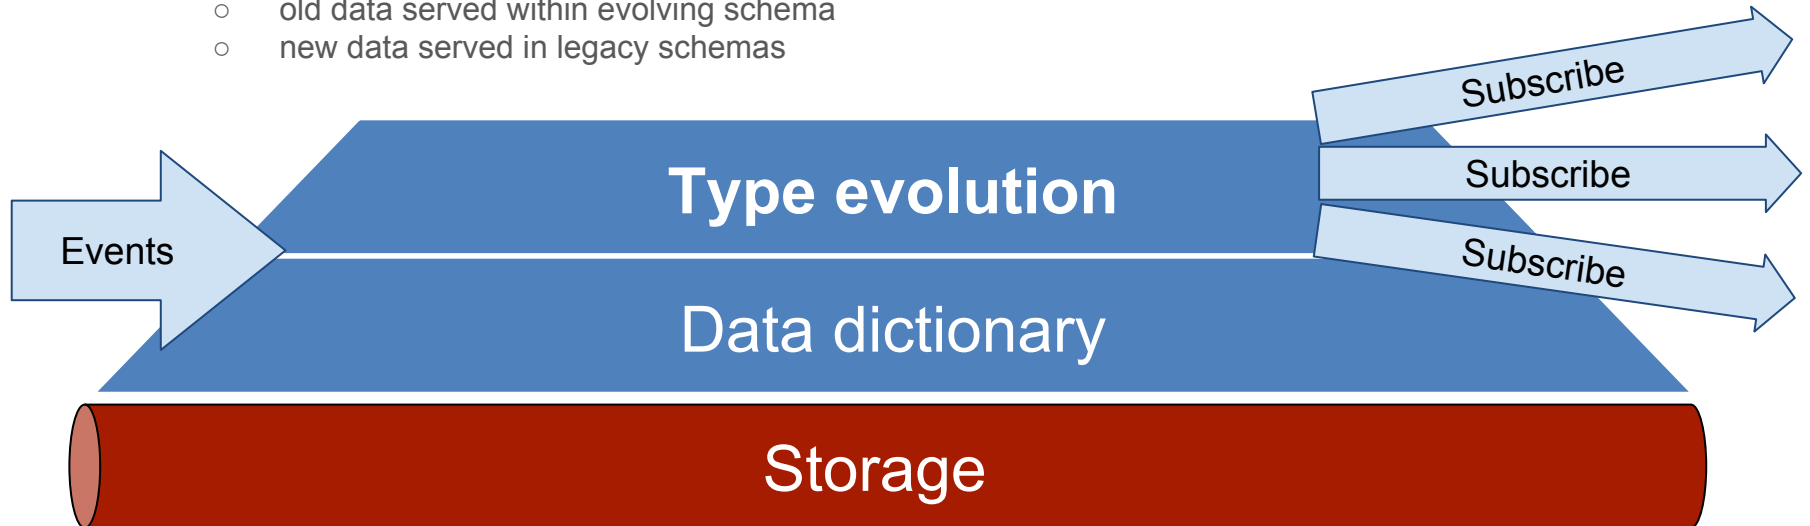 ○ old data served within evolving schema
○ new data served in legacy schemas
Subscribe
Type evolution
Subscribe
Events
Subscribe
Data dictionary
Storage